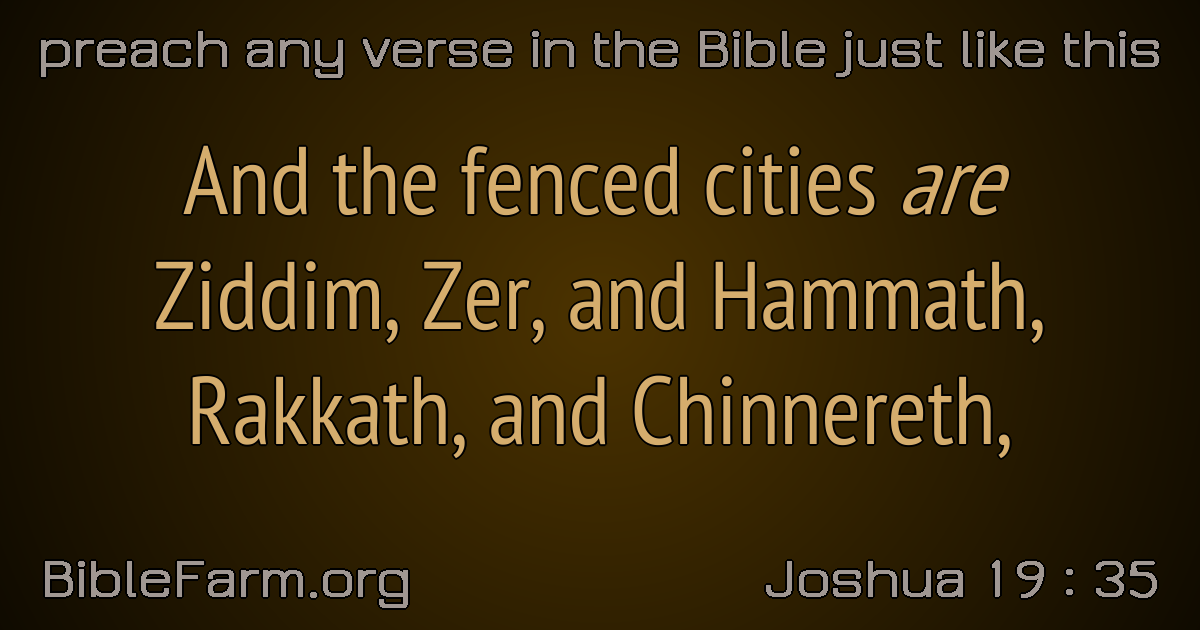 preach any verse in the Bible just like this
And the fenced cities are
Ziddim, Zer, and Hammath,
Rakkath, and Chinnereth,
BibleFarm.org
Joshua 19 : 35